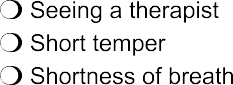 Seeing a therapist
Short temper
Shortness of breath